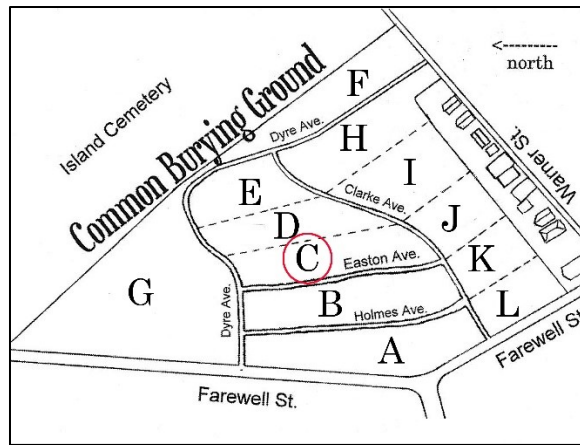 north
Island Cemetery
Common Burying Ground
F
Dyre Ave.
H
Warner St.
E
I
Clarke Ave.
D
J
C
Easton Ave.
K
G
B
Dyre Ave.
Holmes Ave.
L
A
Farewell St.
Farewell St.